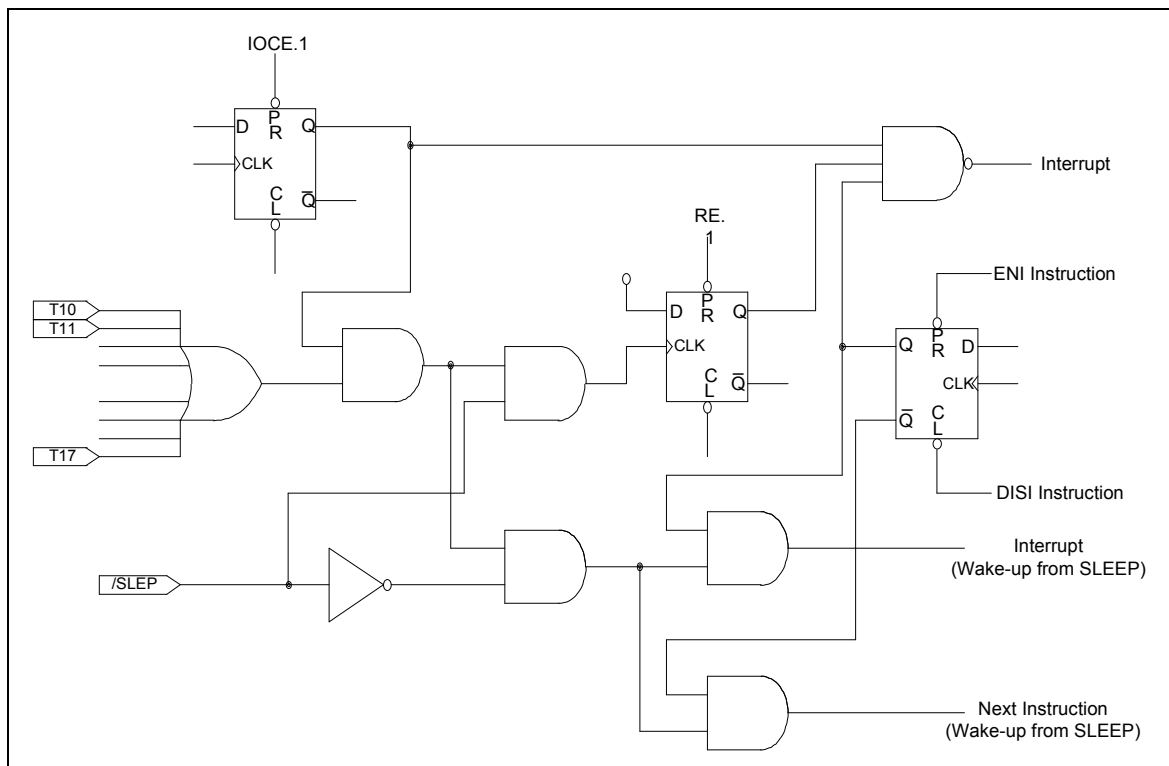 IOCE.1
D
P
R
Q
CLK
C
L
Q̅
Interrupt
RE.
1
ENI Instruction
T10
T11
T17
D
P
R
Q
CLK
C
L
Q̅
Q
P
R
D
CLK
Q̅
C
L
DISI Instruction
/SLEP
Interrupt
(Wake-up from SLEEP)
Next Instruction
(Wake-up from SLEEP)